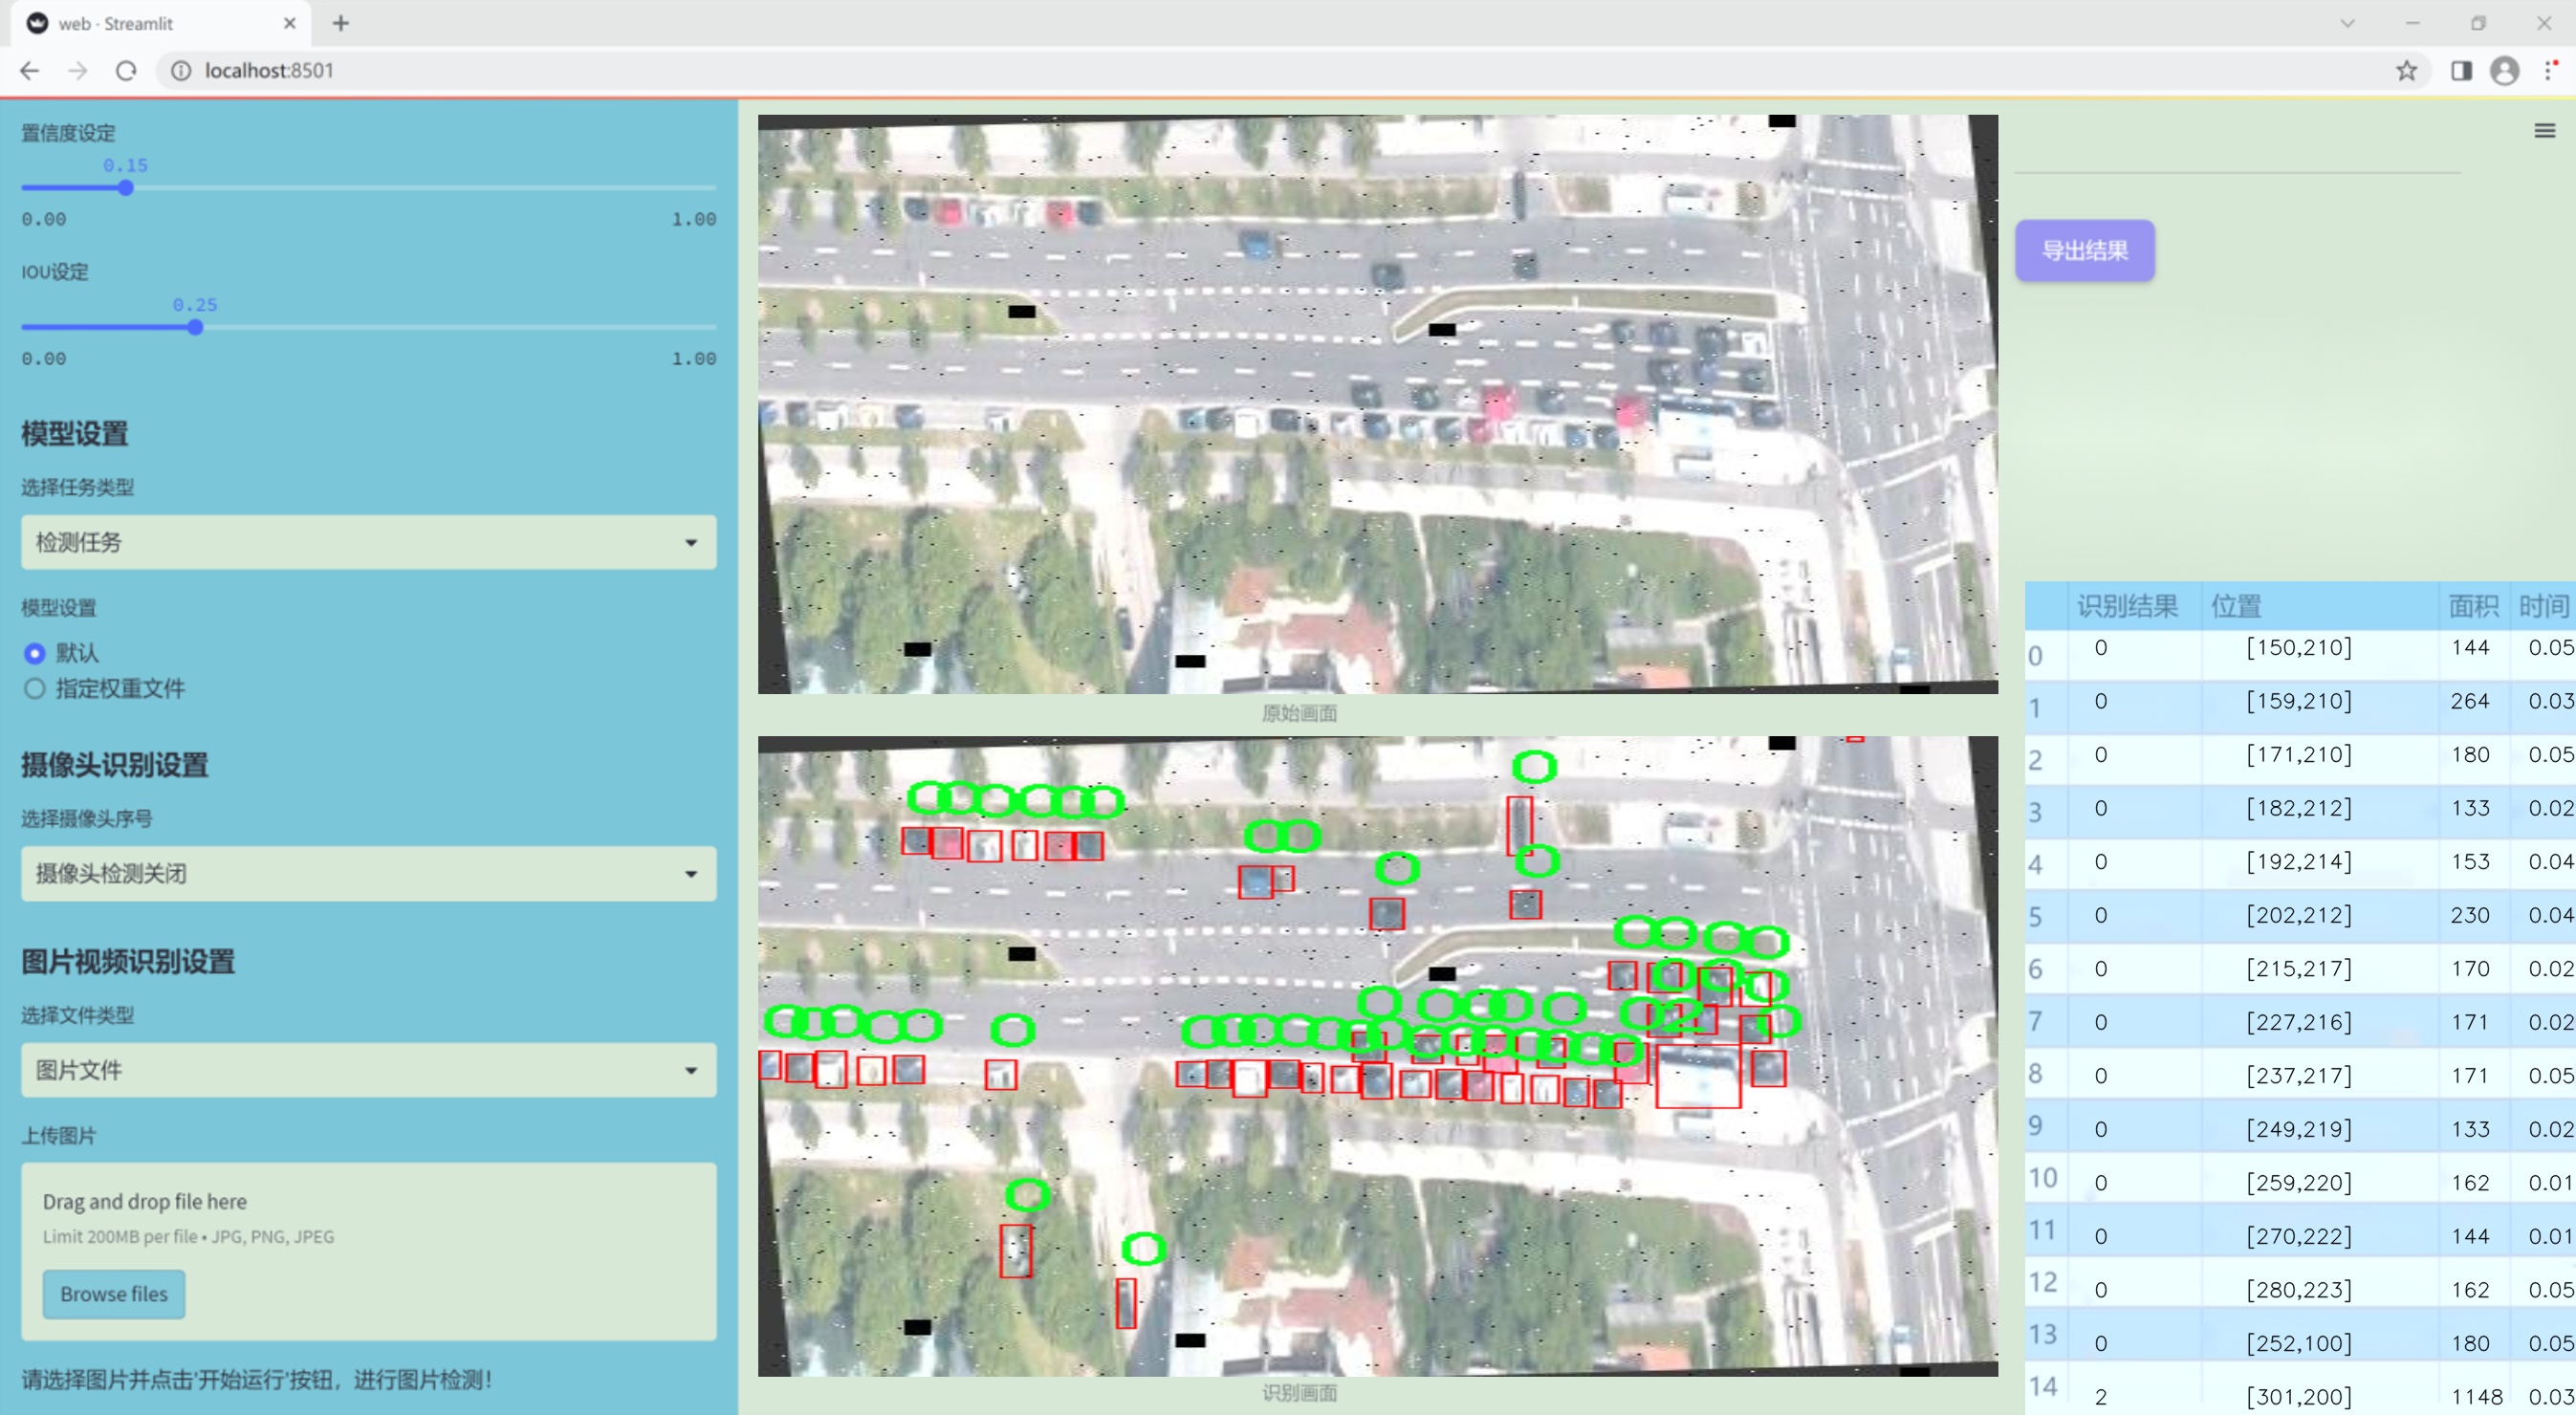 web · Streamlit
localhost:8501
置信度设定
0.15
0.00 1.00
IOU设定
0.25
0.00 1.00
模型设置
选择任务类型
检测任务
模型设置
默认
指定权重文件
摄像头识别设置
选择摄像头序号
摄像头检测关闭
图片视频识别设置
选择文件类型
图片文件
上传图片
Drag and drop file here
Limit 200MB per file • JPG, PNG, JPEG
Browse files
请选择图片并点击'开始运行'按钮，进行图片检测！
原始画面
2
识别画面
导出结果
识别结果 位置 面积 时间
0 0 [150,210] 144 0.05
1 0 [159,210] 264 0.03
2 0 [171,210] 180 0.05
3 0 [182,212] 133 0.02
4 0 [192,214] 153 0.04
5 0 [202,212] 230 0.04
6 0 [215,217] 170 0.02
7 0 [227,216] 171 0.02
8 0 [237,217] 171 0.05
9 0 [249,219] 133 0.02
10 0 [259,220] 162 0.01
11 0 [270,222] 144 0.01
12 0 [280,223] 162 0.05
13 0 [252,100] 180 0.05
14 2 [301,200] 1148 0.03